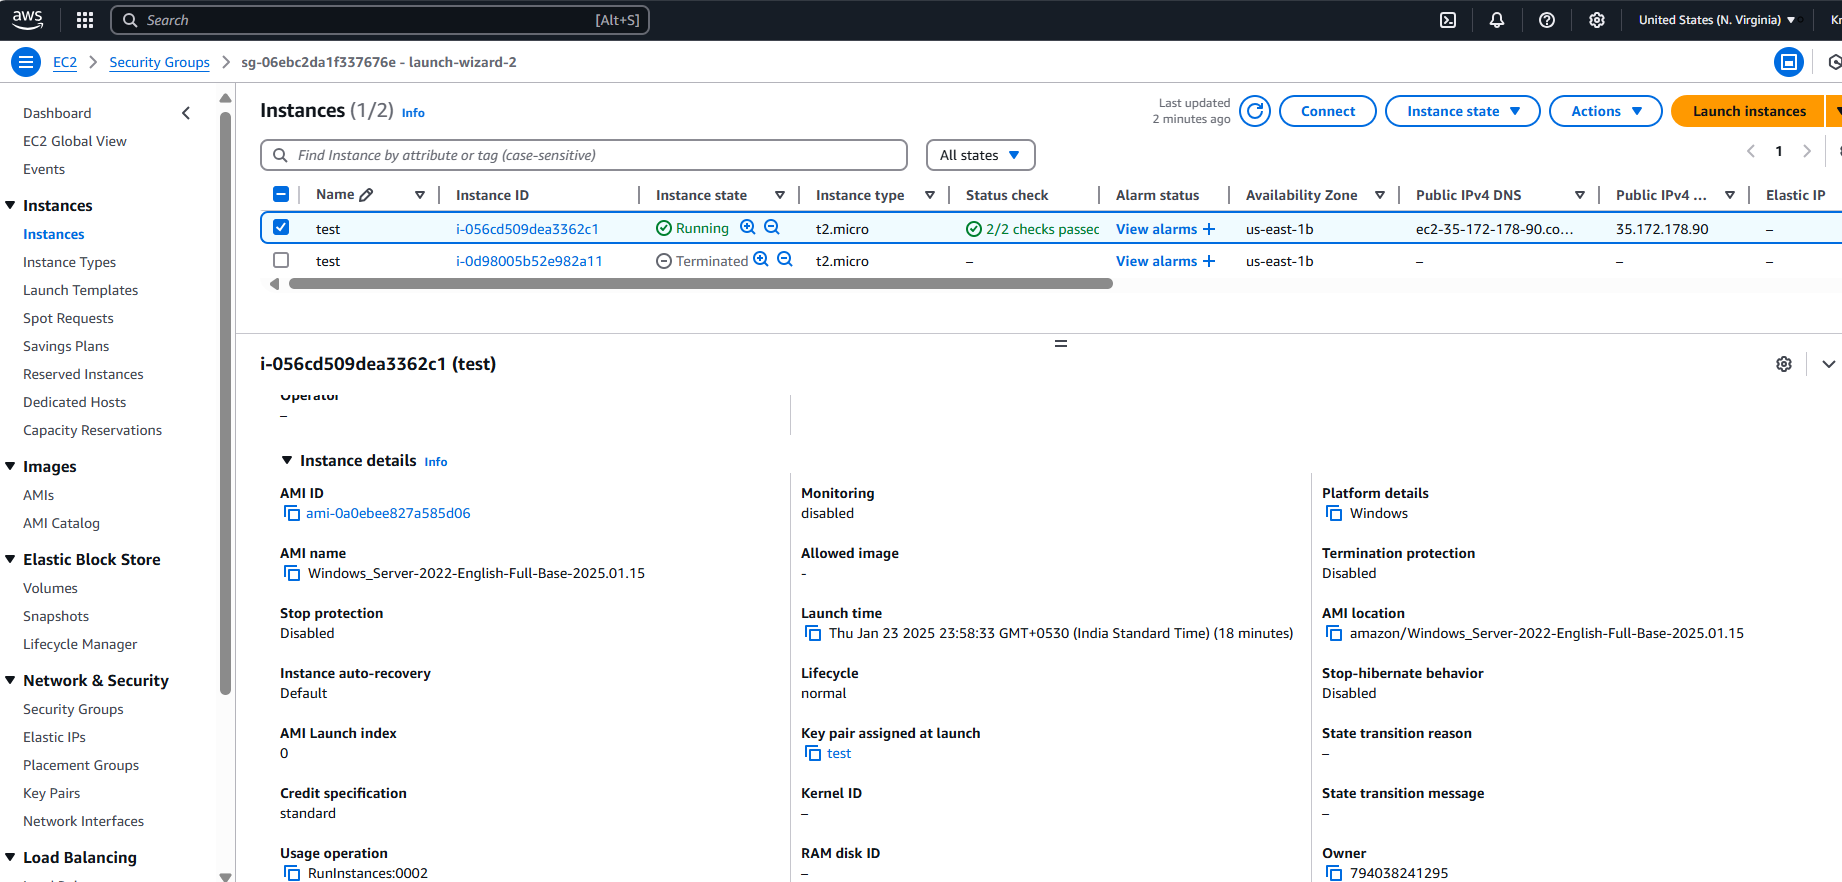 aws Search [Alt+S] United States (N. Virginia)
EC2 Security Groups sg-06ebc2da1f337676e - launch-wizard-2
Dashboard
EC2 Global View
Events
Instances
Instances
Instance Types
Launch Templates
Spot Requests
Savings Plans
Reserved Instances
Dedicated Hosts
Capacity Reservations
Images
AMIs
AMI Catalog
Elastic Block Store
Volumes
Snapshots
Lifecycle Manager
Network & Security
Security Groups
Elastic IPs
Placement Groups
Key Pairs
Network Interfaces
Load Balancing
Instances (1/2) Info
Last updated
2 minutes ago
Connect Instance state Actions Launch instances
Find Instance by attribute or tag (case-sensitive) All states 1
Name Instance ID Instance state Instance type Status check Alarm status Availability Zone Public IPv4 DNS Public IPv4 ... Elastic IP
test i-056cd509dea3362c1 Running t2.micro 2/2 checks passec View alarms + us-east-1b ec2-35-172-178-90.co... 35.172.178.90 –
test i-0d98005b52e982a11 Terminated t2.micro – View alarms + us-east-1b – – –
i-056cd509dea3362c1 (test)
Operator
–
Instance details Info
AMI ID
ami-0a0ebee827a585d06
Monitoring
disabled
Platform details
Windows
AMI name
Windows_Server-2022-English-Full-Base-2025.01.15
Allowed image
-
Termination protection
Disabled
Stop protection
Disabled
Launch time
Thu Jan 23 2025 23:58:33 GMT+0530 (India Standard Time) (18 minutes)
AMI location
amazon/Windows_Server-2022-English-Full-Base-2025.01.15
Instance auto-recovery
Default
Lifecycle
normal
Stop-hibernate behavior
Disabled
AMI Launch index
0
Key pair assigned at launch
test
State transition reason
–
Credit specification
standard
Kernel ID
–
State transition message
–
Usage operation
RunInstances:0002
RAM disk ID
–
Owner
794038241295